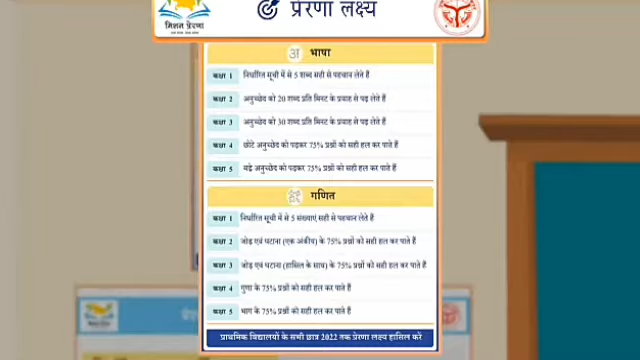 मिशन प्रेरणा
प्रेरणा लक्ष्य
भाषा
कक्षा 1 निर्धारित सूची में से 5 शब्द सही से पहचान लेते हैं
कक्षा 2 अनुच्छेद को 20 शब्द प्रति मिनट के प्रवाह से पढ़ लेते हैं
कक्षा 3 अनुच्छेद को 30 शब्द प्रति मिनट के प्रवाह से पढ़ लेते हैं
कक्षा 4 छोटे अनुच्छेद को पढ़कर 75% प्रश्नों को सही हल कर पाते हैं
कक्षा 5 बड़े अनुच्छेद को पढ़कर 75% प्रश्नों को सही हल कर पाते हैं
गणित
कक्षा 1 निर्धारित सूची में से 5 संख्याएं सही से पहचान लेते हैं
कक्षा 2 जोड़ एवं घटाना (एक अंकीय) के 75% प्रश्नों को सही हल कर पाते हैं
कक्षा 3 जोड़ एवं घटाना (हासिल के साथ) के 75% प्रश्नों को सही हल कर पाते हैं
कक्षा 4 गुणा के 75% प्रश्नों को सही हल कर पाते हैं
कक्षा 5 भाग के 75% प्रश्नों को सही हल कर पाते हैं
प्राथमिक विद्यालयों के सभी छात्र 2022 तक प्रेरणा लक्ष्य हासिल करें